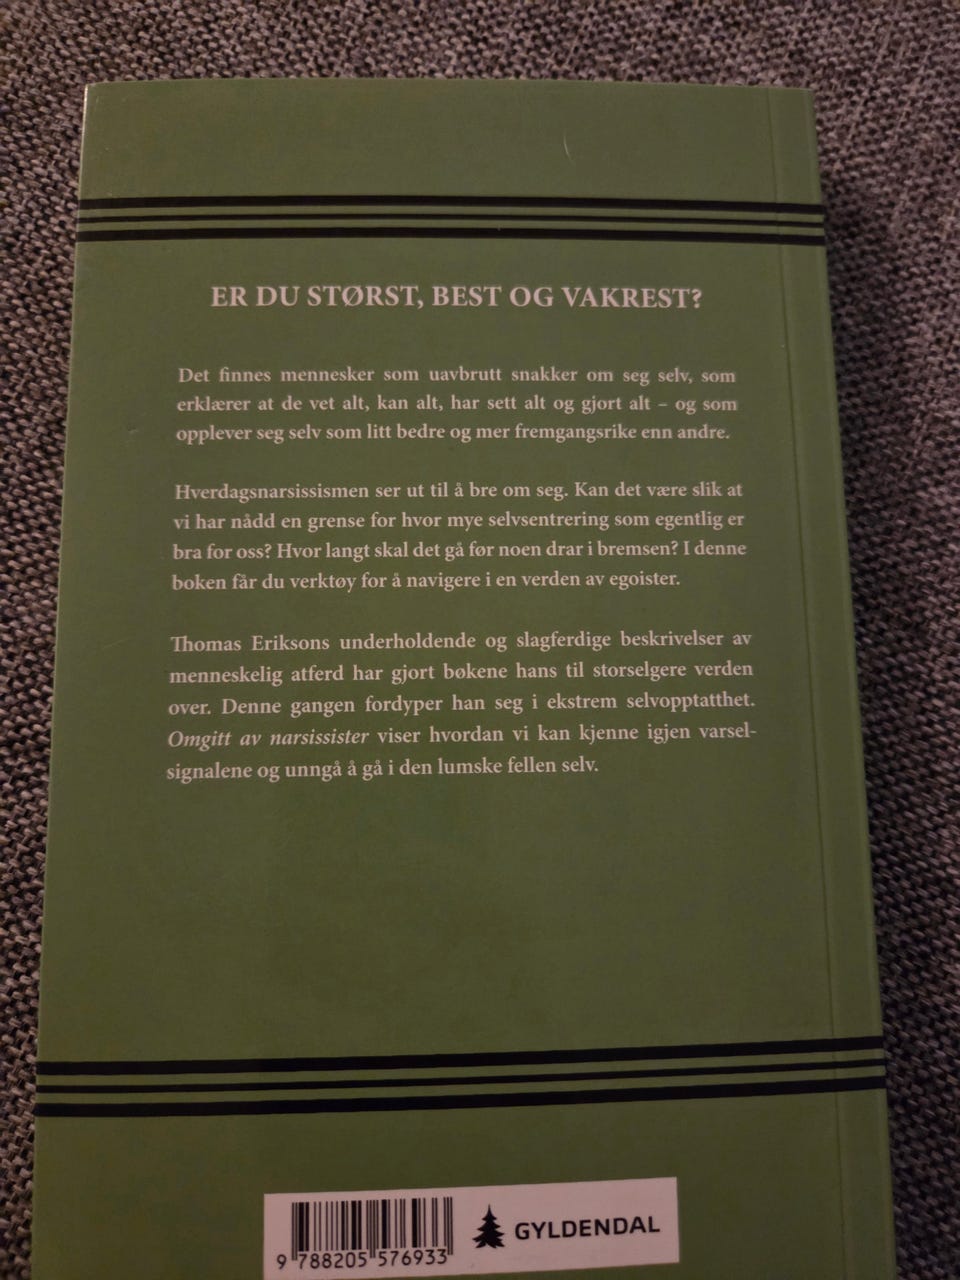 ER DU STØRST, BEST OG VAKREST?
Det finnes mennesker som uavbrutt snakker om seg selv, som
erklærer at de vet alt, kan alt, har sett alt og gjort alt – og som
opplever seg selv som litt bedre og mer fremgangsrike enn andre.
Hverdagsnarsissismen ser ut til å bre om seg. Kan det være slik at
vi har nådd en grense for hvor mye selvsentrering som egentlig er
bra for oss? Hvor langt skal det gå før noen drar i bremsen? I denne
boken får du verktøy for å navigere i en verden av egoister.
Thomas Eriksons underholdende og slagferdige beskrivelser av
menneskelig atferd har gjort bøkene hans til storselgere verden
over. Denne gangen fordyper han seg i ekstrem selvopptatthet.
Omgitt av narsissister viser hvordan vi kan kjenne igjen varsel-
signalene og unngå å gå i den lumske fellen selv.
GYLDENDAL
9 788205 576933